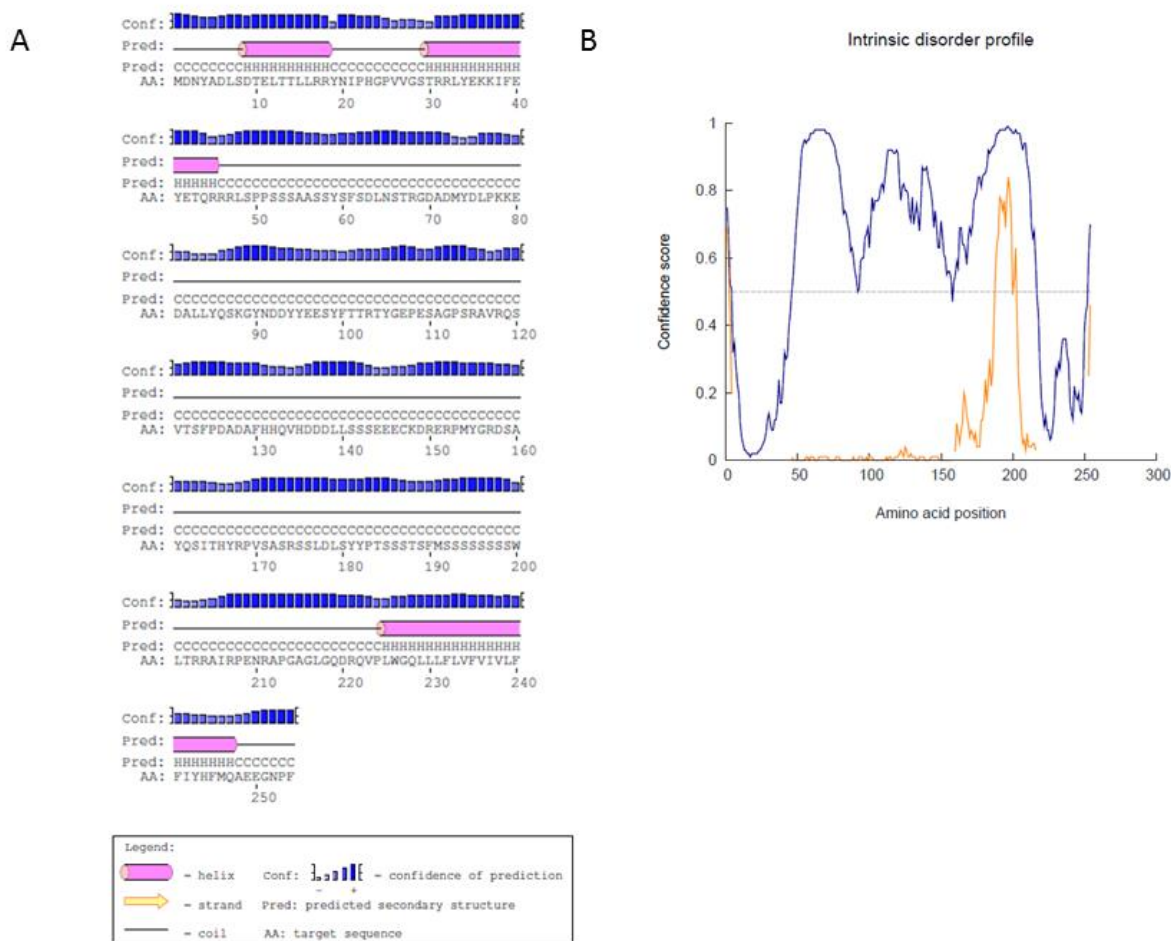 A
Conf:
Pred:
Pred: CCCCCCCCHHHHHHHHHHCCCCCCCCCCCHHHHHHHHHHH
AA: MDNYADLSDTELTTLLRRYNIPHGPVVGSTRRLYEKKIFE
10 20 30 40
Conf:
Pred:
Pred: HHHHHCCCCCCCCCCCCCCCCCCCCCCCCCCCCCCCCCCC
AA: YETQRRRLSPPSSSAASSYSFSDLNSTRGDADMYDLPKKE
50 60 70 80
Conf:
Pred:
Pred: CCCCCCCCCCCCCCCCCCCCCCCCCCCCCCCCCCCCCCCC
AA: DALLYQSKGYNDDYYEESYFTTRTYGEPESAGPSRAVRQS
90 100 110 120
Conf:
Pred:
Pred: CCCCCCCCCCCCCCCCCCCCCCCCCCCCCCCCCCCCCCCC
AA: VTSFPDADAFHHQVHDDDLLSSSEEECKDRERPMYGRDSA
130 140 150 160
Conf:
Pred:
Pred: CCCCCCCCCCCCCCCCCCCCCCCCCCCCCCCCCCCCCCCC
AA: YQSITHYRPVSASRSSLDLSYYPTSSSTSFMSSSSSSSSW
170 180 190 200
Conf:
Pred:
Pred: CCCCCCCCCCCCCCCCCCCCCCCCHHHHHHHHHHHHHHHH
AA: LTRRAIRPENRAPGAGLGQDRQVPLWGQLLLFLVFVIVLF
210 220 230 240
Conf:
Pred:
Pred: HHHHHHHCCCCCCC
AA: FIYHFMQAEEGNPF
250
Legend:
- helix Conf: - + - confidence of prediction
- strand Pred: predicted secondary structure
- coil AA: target sequence
B
Intrinsic disorder profile
Confidence score
1
0.8
0.6
0.4
0.2
0
0 50 100 150 200 250 300
Amino acid position